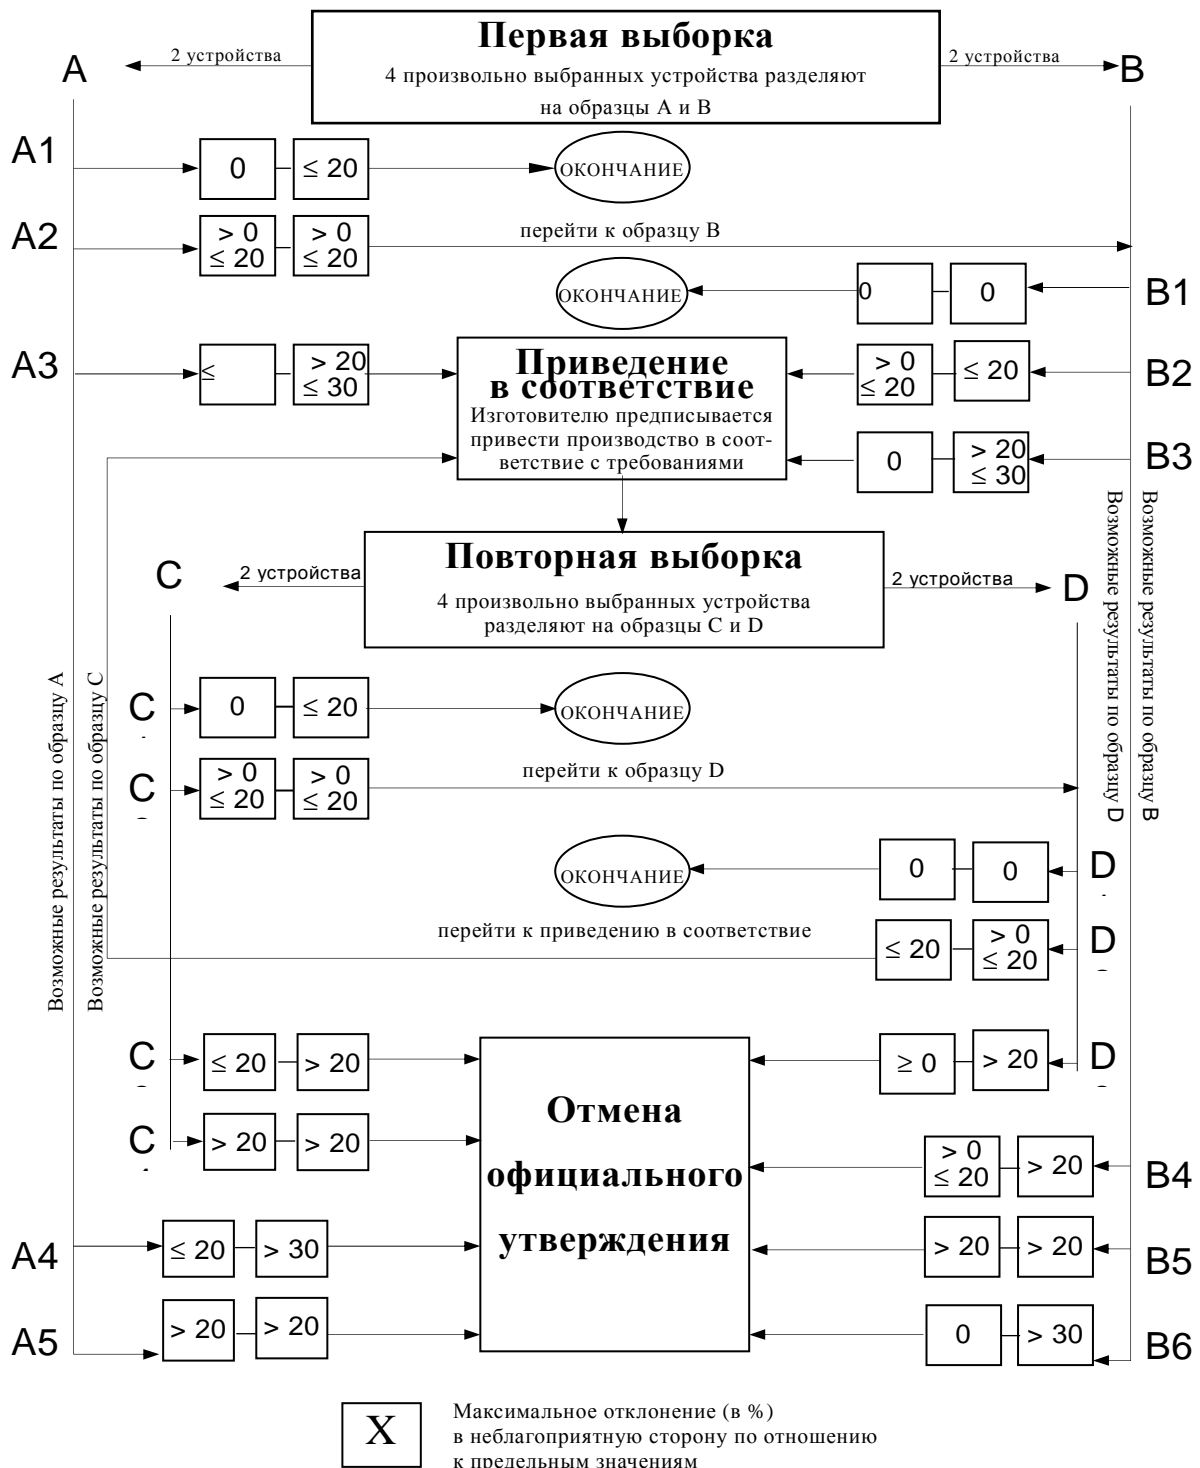 Первая выборка
4 произвольно выбранных устройства разделяют
на образцы А и В
A
2 устройства
2 устройства
B
A1
0
≤ 20
ОКОНЧАНИЕ
A2
> 0
≤ 20
> 0
≤ 20
перейти к образцу В
ОКОНЧАНИЕ
0
0
B1
A3
≤
> 20
≤ 30
Приведение
в соответствие
Изготовителю предписывается
привести производство в соот-
ветствие с требованиями
> 0
≤ 20
≤ 20
B2
0
> 20
≤ 30
B3
Повторная выборка
4 произвольно выбранных устройства
разделяют на образцы С и D
C
2 устройства
2 устройства
D
Возможные результаты по образцу А
Возможные результаты по образцу С
Возможные результаты по образцу D
Возможные результаты по образцу В
C
0
≤ 20
ОКОНЧАНИЕ
C
> 0
≤ 20
> 0
≤ 20
перейти к образцу D
ОКОНЧАНИЕ
0
0
D
перейти к приведению в соответствие
≤ 20
> 0
≤ 20
D
C
≤ 20
> 20
Отмена
официального
утверждения
≥ 0
> 20
D
C
> 20
> 20
> 0
≤ 20
> 20
B4
A4
≤ 20
> 30
> 20
> 20
B5
A5
> 20
> 20
0
> 30
B6
X
Максимальное отклонение (в %)
в неблагоприятную сторону по отношению
к предельным значениям